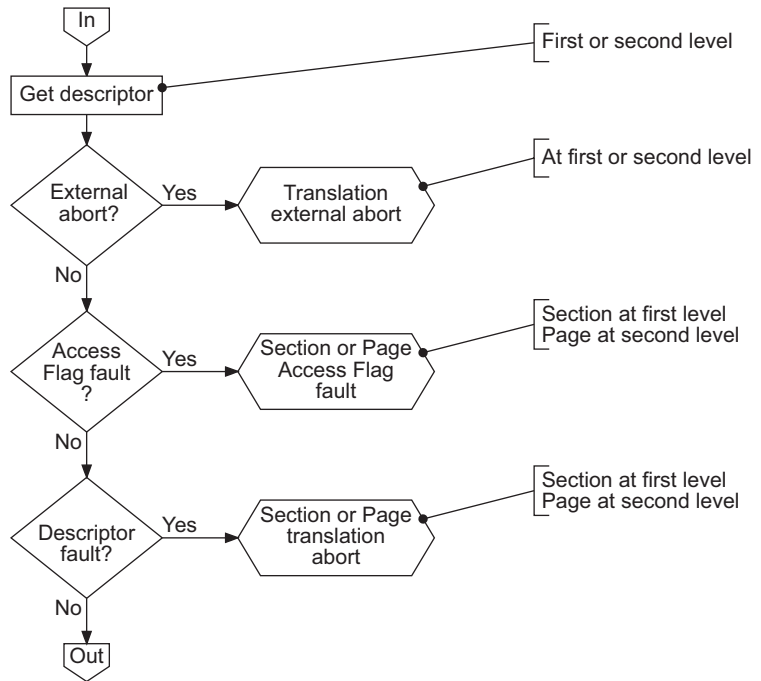 In
First or second level
Get descriptor
At first or second level
External
abort?
Yes
Translation
external abort
No
Section at first level
Page at second level
Access
Flag fault
?
Yes
Section or Page
Access Flag
fault
No
Section at first level
Page at second level
Descriptor
fault?
Yes
Section or Page
translation
abort
No
Out